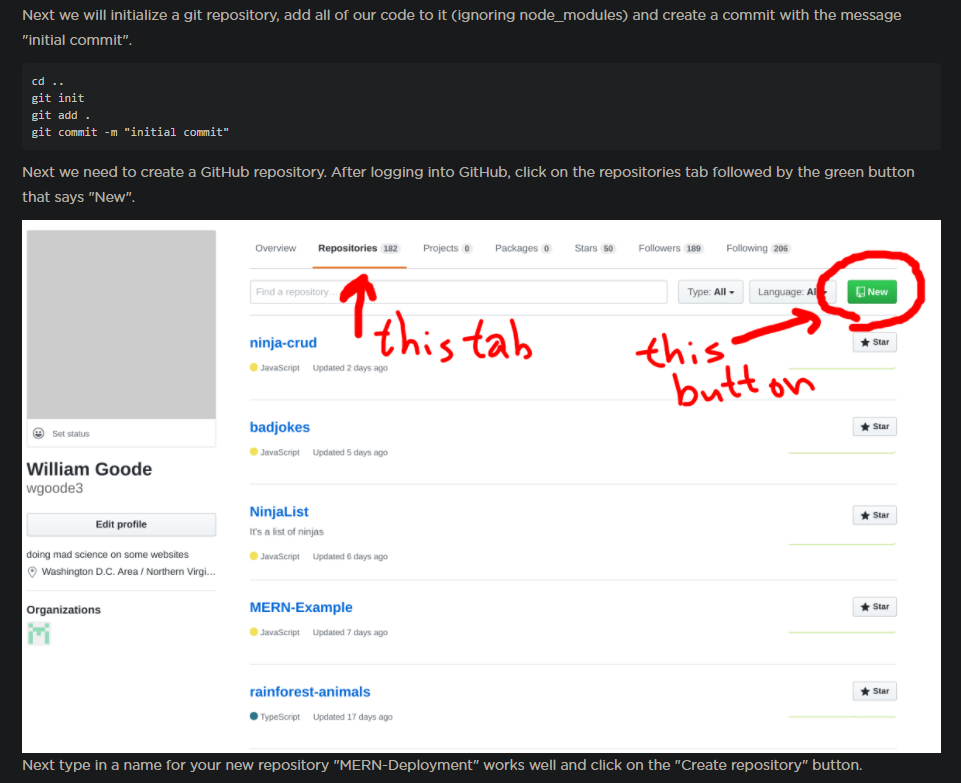 Next we will initialize a git repository, add all of our code to it (ignoring node_modules) and create a commit with the message
"initial commit".
cd ..
git init
git add .
git commit -m "initial commit"
Next we need to create a GitHub repository. After logging into GitHub, click on the repositories tab followed by the green button
that says "New".
Overview Repositories 182 Projects 0 Packages 0 Stars 50 Followers 189 Following 206
Find a repository... Type: All Language: All New
this tab
this
button
ninja-crud Star
JavaScript Updated 2 days ago
badjokes Star
JavaScript Updated 5 days ago
Set status
William Goode
wgoode3
Edit profile
doing mad science on some websites
Washington D.C. Area / Northern Virgi...
Organizations
NinjaList Star
It's a list of ninjas
JavaScript Updated 6 days ago
MERN-Example Star
JavaScript Updated 7 days ago
rainforest-animals Star
TypeScript Updated 17 days ago
Next type in a name for your new repository "MERN-Deployment" works well and click on the "Create repository" button.